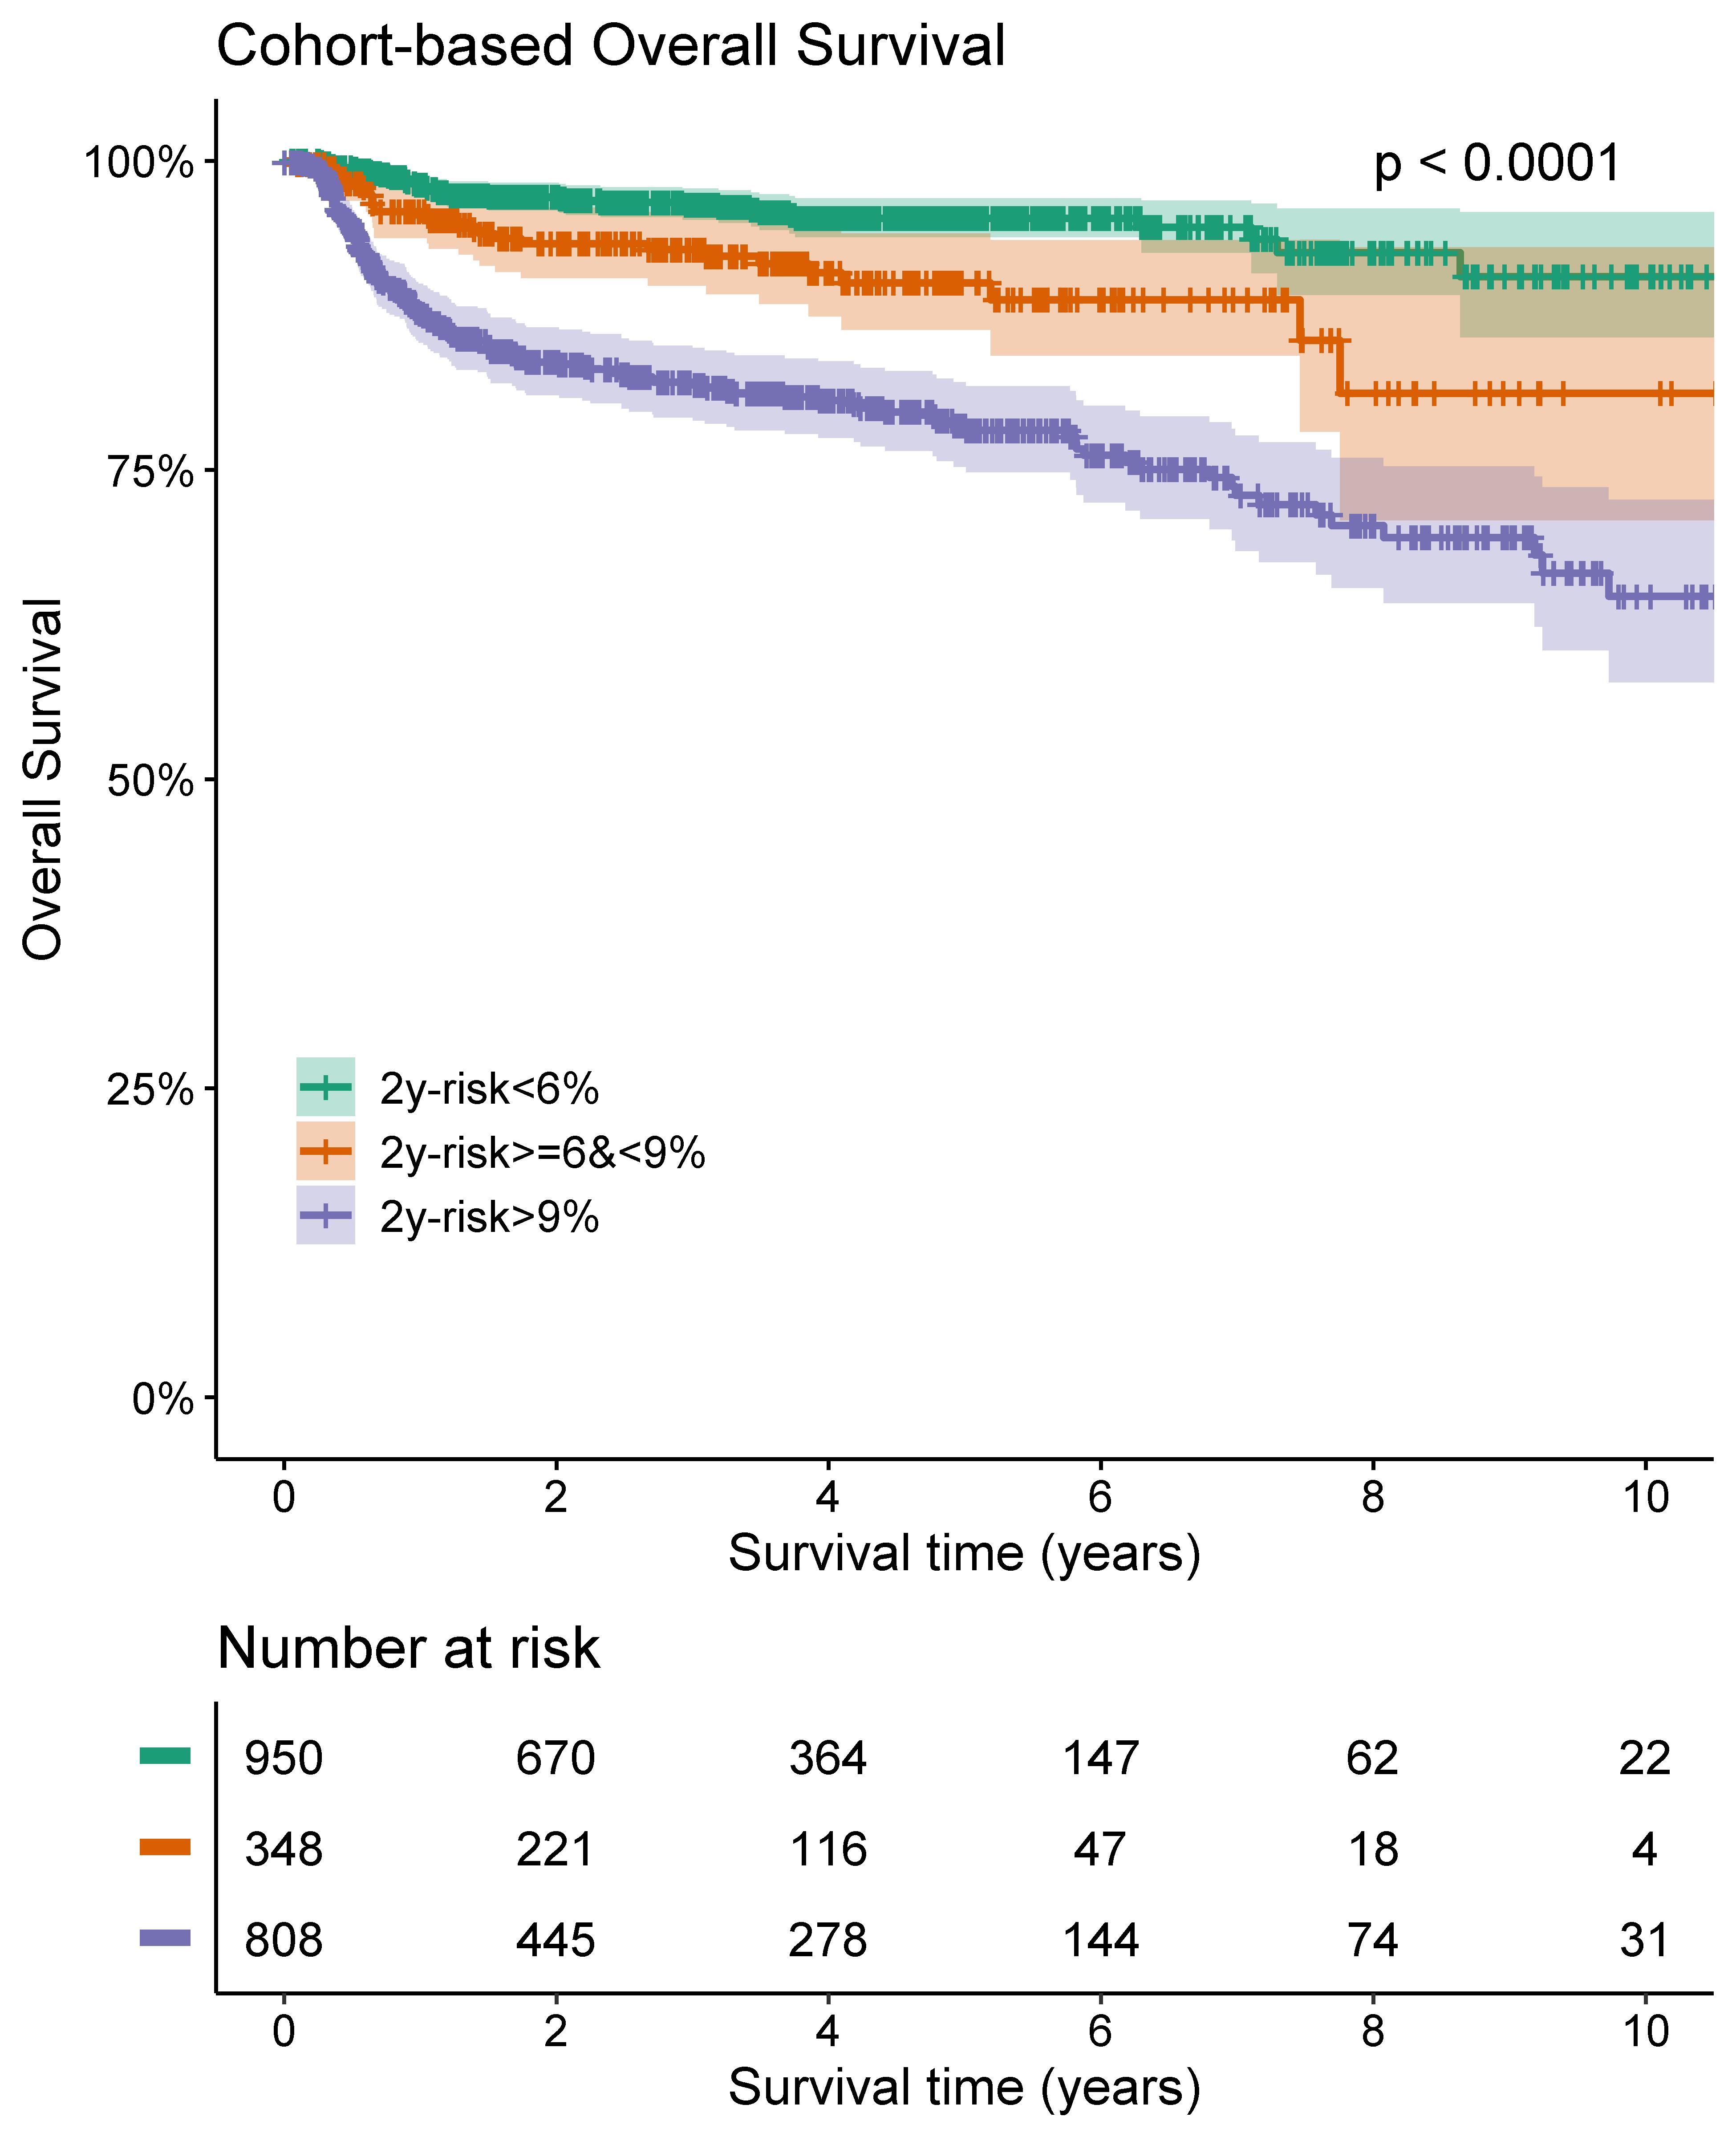 Cohort-based Overall Survival
100%
p < 0.0001
75%
50%
25%
0%
Overall Survival
2y-risk<6%
2y-risk>=6&<9%
2y-risk>9%
0 2 4 6 8 10
Survival time (years)
Number at risk
950 670 364 147 62 22
348 221 116 47 18 4
808 445 278 144 74 31
0 2 4 6 8 10
Survival time (years)